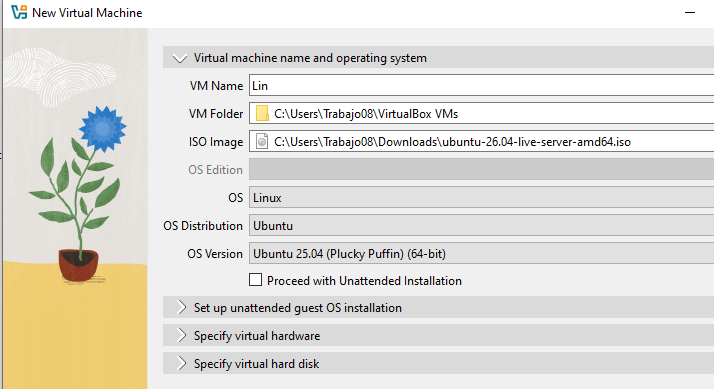 New Virtual Machine
Virtual machine name and operating system
VM Name Lin
VM Folder C:\Users\Trabajo08\VirtualBox VMs
ISO Image C:\Users\Trabajo08\Downloads\ubuntu-26.04-live-server-amd64.iso
OS Edition
OS Linux
OS Distribution Ubuntu
OS Version Ubuntu 25.04 (Plucky Puffin) (64-bit)
Proceed with Unattended Installation
Set up unattended guest OS installation
Specify virtual hardware
Specify virtual hard disk